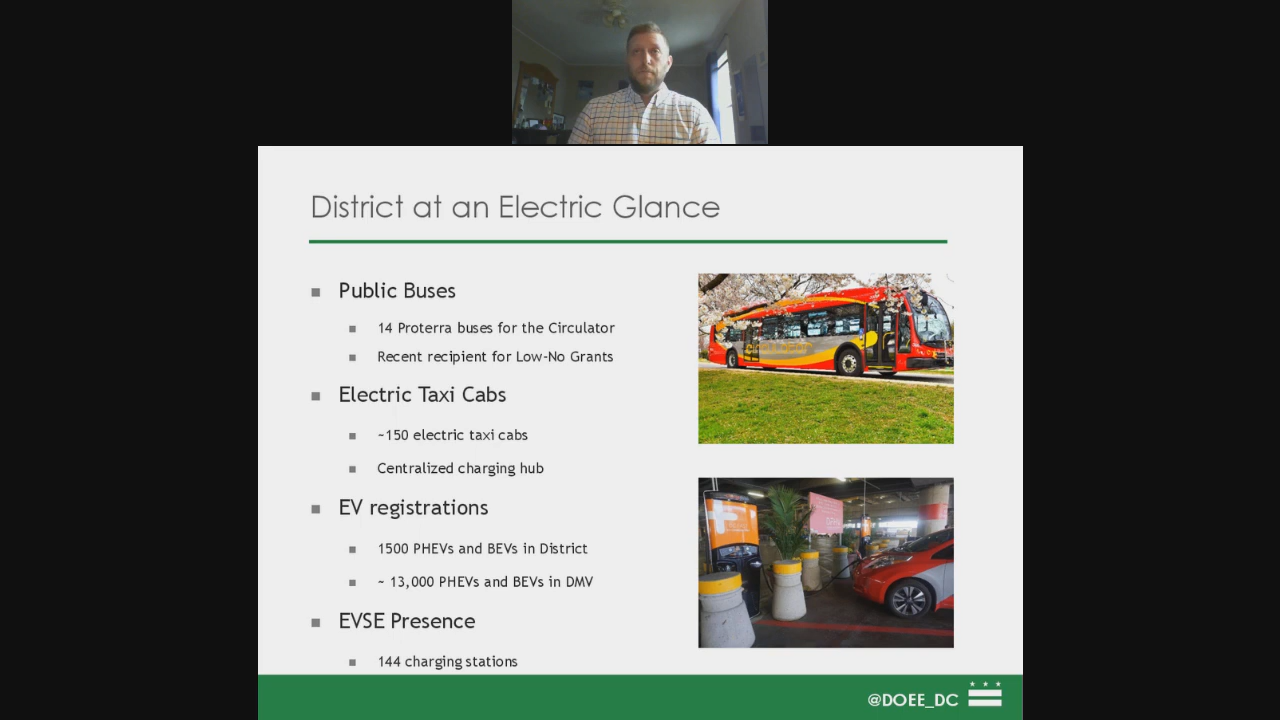 District at an Electric Glance
Public Buses
14 Proterra buses for the Circulator
Recent recipient for Low-No Grants
Electric Taxi Cabs
~150 electric taxi cabs
Centralized charging hub
EV registrations
1500 PHEVs and BEVs in District
~ 13,000 PHEVs and BEVs in DMV
EVSE Presence
144 charging stations
@DOEE_DC